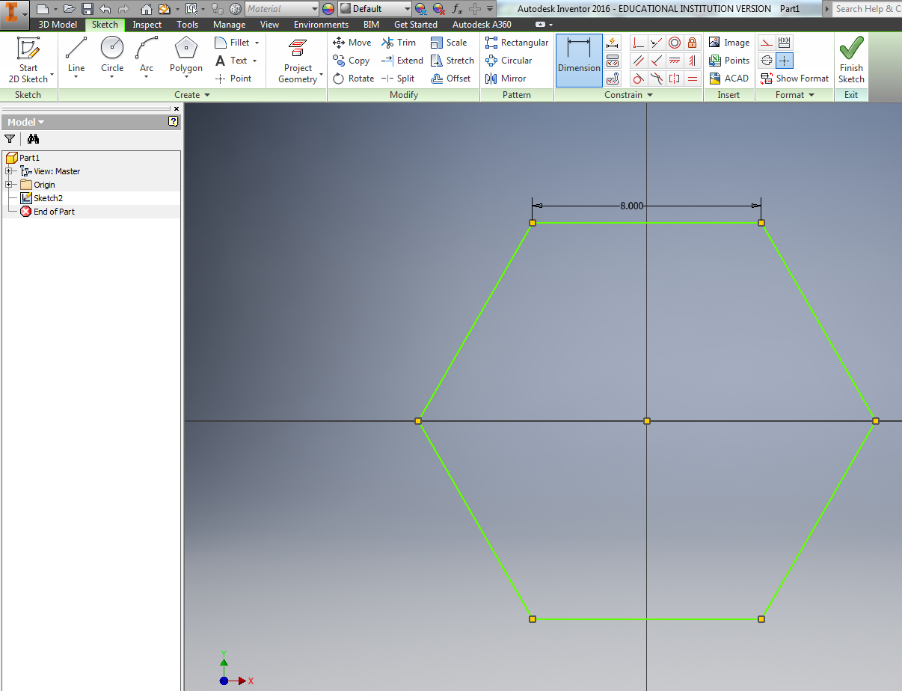 Material Default Autodesk Inventor 2016 - EDUCATIONAL INSTITUTION VERSION Part1 Search Help & C
3D Model Sketch Inspect Tools Manage View Environments BIM Get Started Autodesk A360
Start
2D Sketch
Line
Circle
Arc
Polygon
Fillet
Text
Point
Project
Geometry
Move Trim Scale
Copy Extend Stretch
Rotate Split Offset
Rectangular
Circular
Mirror
Dimension
Image
Points
ACAD
Show Format
Finish
Sketch
Sketch Create Modify Pattern Constrain Insert Format Exit
Model
Part1
View: Master
Origin
Sketch2
End of Part
8.000
Y
X